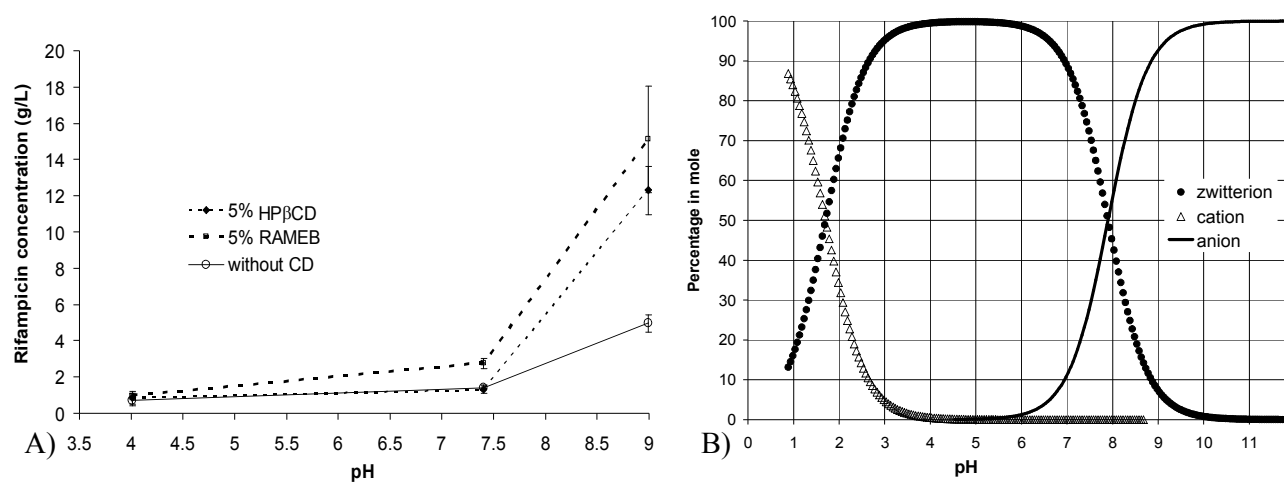 Rifampicin concentration (g/L)
20
18
16
14
12
10
8
6
4
2
0
5% HPβCD
5% RAMEB
without CD
3.5 4 4.5 5 5.5 6 6.5 7 7.5 8 8.5 9
A)
pH
Percentage in mole
100
90
80
70
60
50
40
30
20
10
0
zwitterion
cation
anion
0 1 2 3 4 5 6 7 8 9 10 11
B)
pH